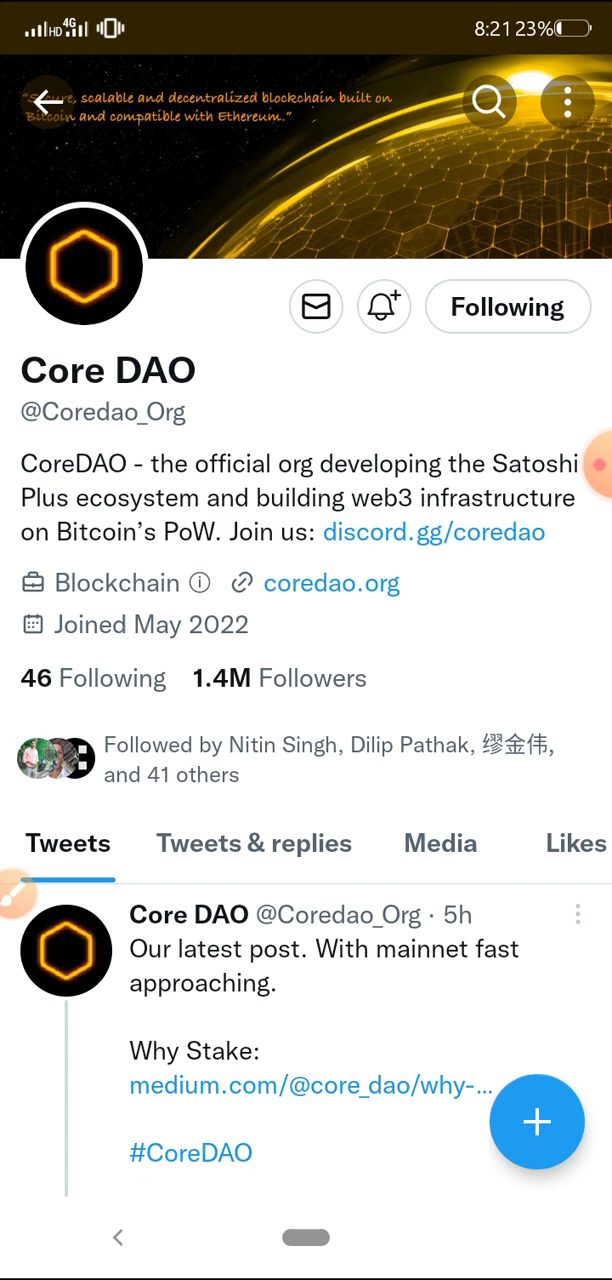 HD 4G 8:21 23%
“Secure, scalable and decentralized blockchain built on
Bitcoin and compatible with Ethereum.”
Following
Core DAO
@Coredao_Org
CoreDAO - the official org developing the Satoshi
Plus ecosystem and building web3 infrastructure
on Bitcoin’s PoW. Join us: discord.gg/coredao
Blockchain coredao.org
Joined May 2022
46 Following 1.4M Followers
Followed by Nitin Singh, Dilip Pathak, 缪金伟,
and 41 others
Tweets Tweets & replies Media Likes
Core DAO @Coredao_Org · 5h
Our latest post. With mainnet fast
approaching.
Why Stake:
medium.com/@core_dao/why-...
#CoreDAO